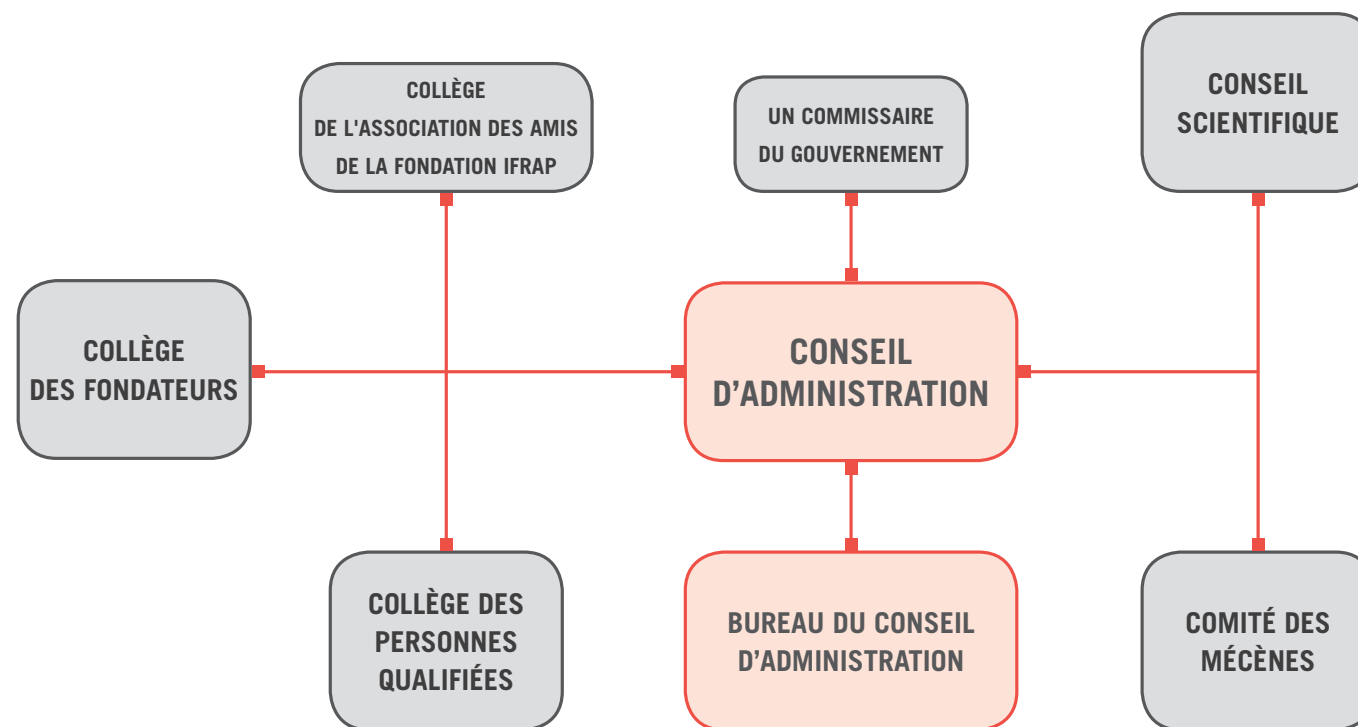 COLLÈGE
DE L'ASSOCIATION DES AMIS
DE LA FONDATION IFRAP
UN COMMISSAIRE
DU GOUVERNEMENT
CONSEIL
SCIENTIFIQUE
COLLÈGE
DES FONDATEURS
CONSEIL
D’ADMINISTRATION
COLLÈGE DES
PERSONNES
QUALIFIÉES
BUREAU DU CONSEIL
D’ADMINISTRATION
COMITÉ DES
MÉCÈNES